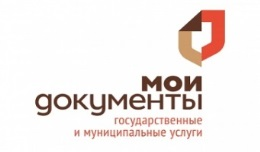 мои
документы
государственные
и муниципальные услуги